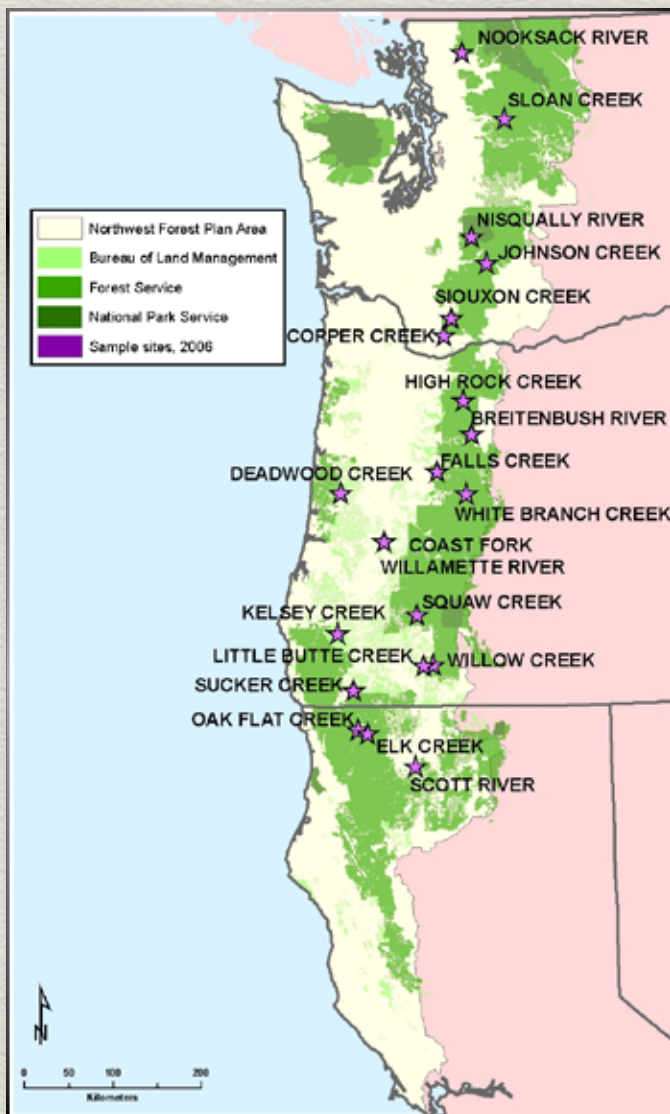 NOOKSACK RIVER
SLOAN CREEK
Northwest Forest Plan Area
Bureau of Land Management
Forest Service
National Park Service
Sample sites, 2006
NISQUALLY RIVER
JOHNSON CREEK
SIOUXON CREEK
COPPER CREEK
HIGH ROCK CREEK
BREITENBUSH RIVER
FALLS CREEK
DEADWOOD CREEK
WHITE BRANCH CREEK
COAST FORK
WILLAMETTE RIVER
SQUAW CREEK
KELSEY CREEK
LITTLE BUTTE CREEK
WILLOW CREEK
SUCKER CREEK
OAK FLAT CREEK
ELK CREEK
SCOTT RIVER
N
0 50 100 200
Kilometers